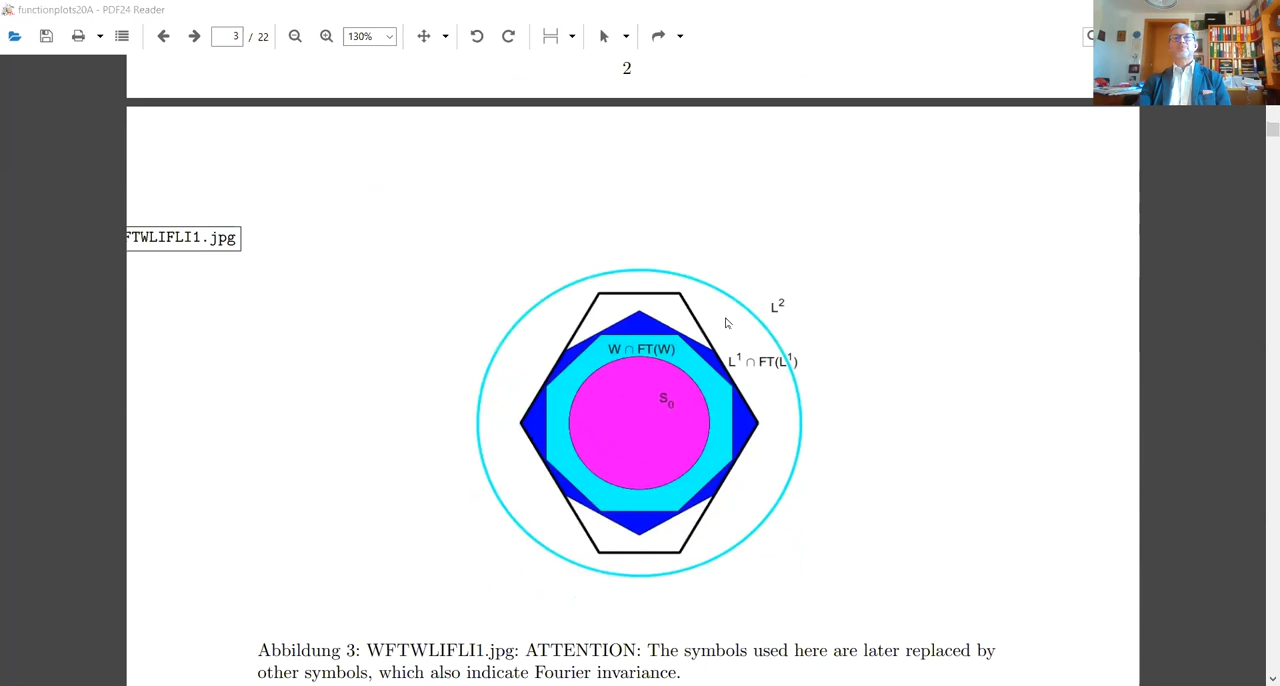 functionplots20A - PDF24 Reader
3 / 22
130%
2
FTWLIFLI1.jpg
L2
W ∩ FT(W)
L1 ∩ FT(L1)
S0
Abbildung 3: WFTWLIFLI1.jpg: ATTENTION: The symbols used here are later replaced by
other symbols, which also indicate Fourier invariance.